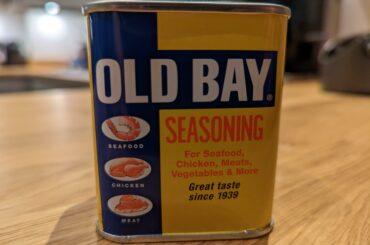 OLD BAY®
SEASONING
For Seafood,
Chicken, Meats,
Vegetables & More
Great taste
since 1939
SEAFOOD
CHICKEN
MEAT